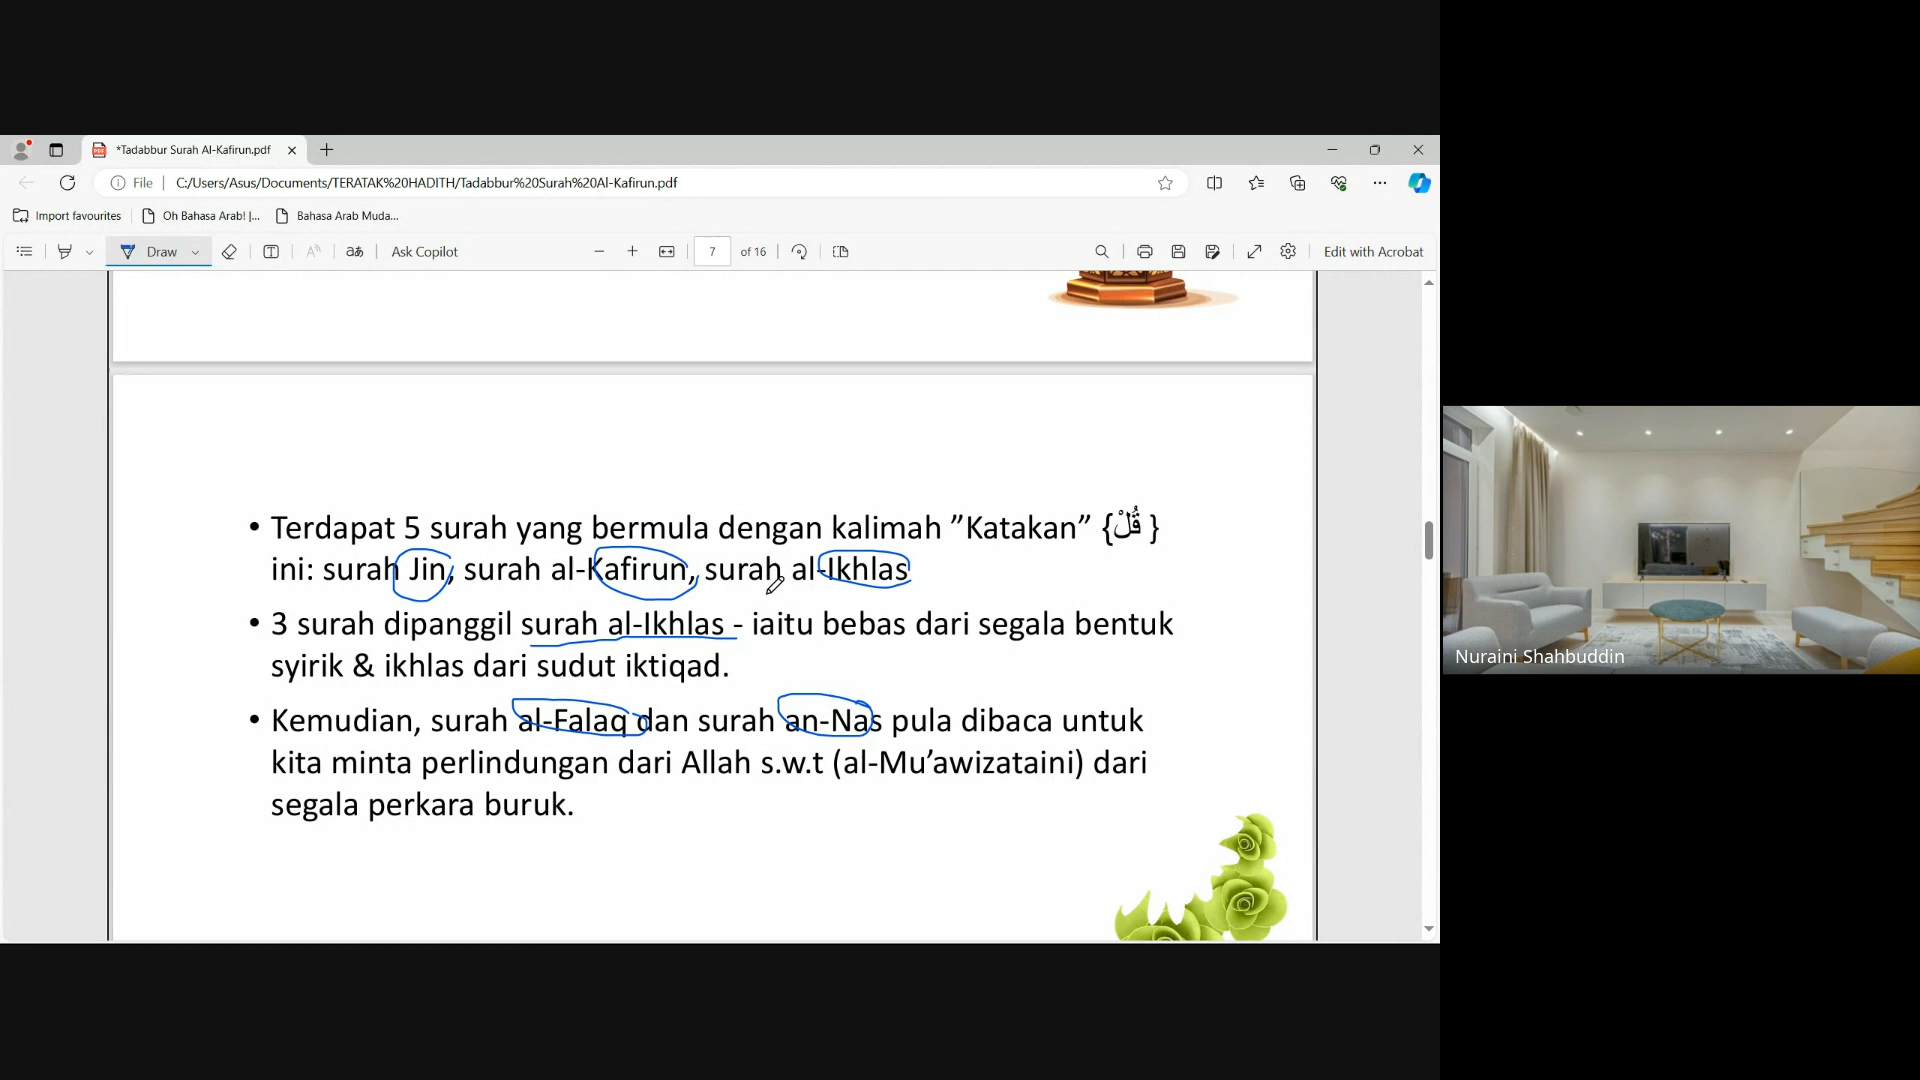 *Tadabbur Surah Al-Kafirun.pdf
File
C:/Users/Asus/Documents/TERATAK%20HADITH/Tadabbur%20Surah%20Al-Kafirun.pdf
Import favourites
Oh Bahasa Arab! |...
Bahasa Arab Muda...
Draw
aあ
Ask Copilot
7
of 16
Edit with Acrobat
• Terdapat 5 surah yang bermula dengan kalimah ”Katakan” {قُلْ }
ini: surah Jin, surah al-Kafirun, surah al-Ikhlas
• 3 surah dipanggil surah al-Ikhlas - iaitu bebas dari segala bentuk
syirik & ikhlas dari sudut iktiqad.
• Kemudian, surah al-Falaq dan surah an-Nas pula dibaca untuk
kita minta perlindungan dari Allah s.w.t (al-Mu’awizataini) dari
segala perkara buruk.
Nuraini Shahbuddin